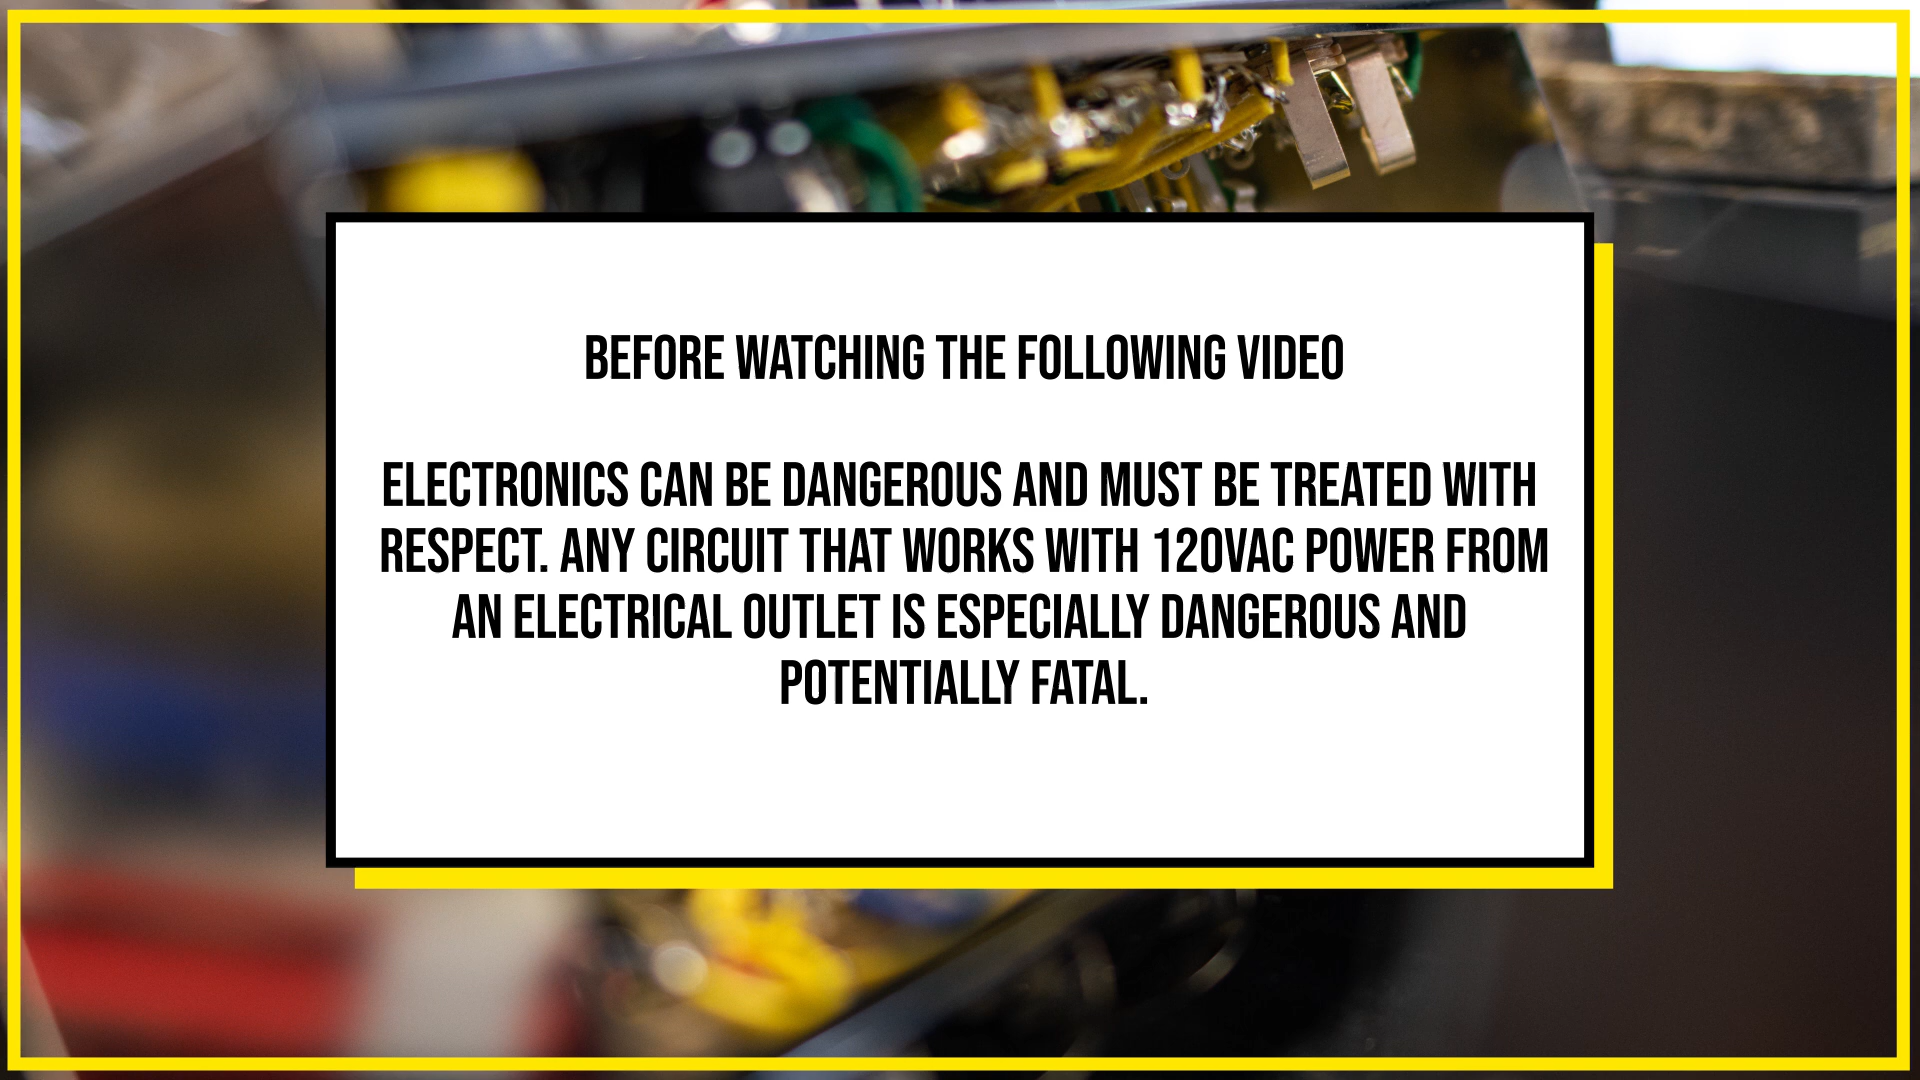 BEFORE WATCHING THE FOLLOWING VIDEO
ELECTRONICS CAN BE DANGEROUS AND MUST BE TREATED WITH
RESPECT. ANY CIRCUIT THAT WORKS WITH 120VAC POWER FROM
AN ELECTRICAL OUTLET IS ESPECIALLY DANGEROUS AND
POTENTIALLY FATAL.